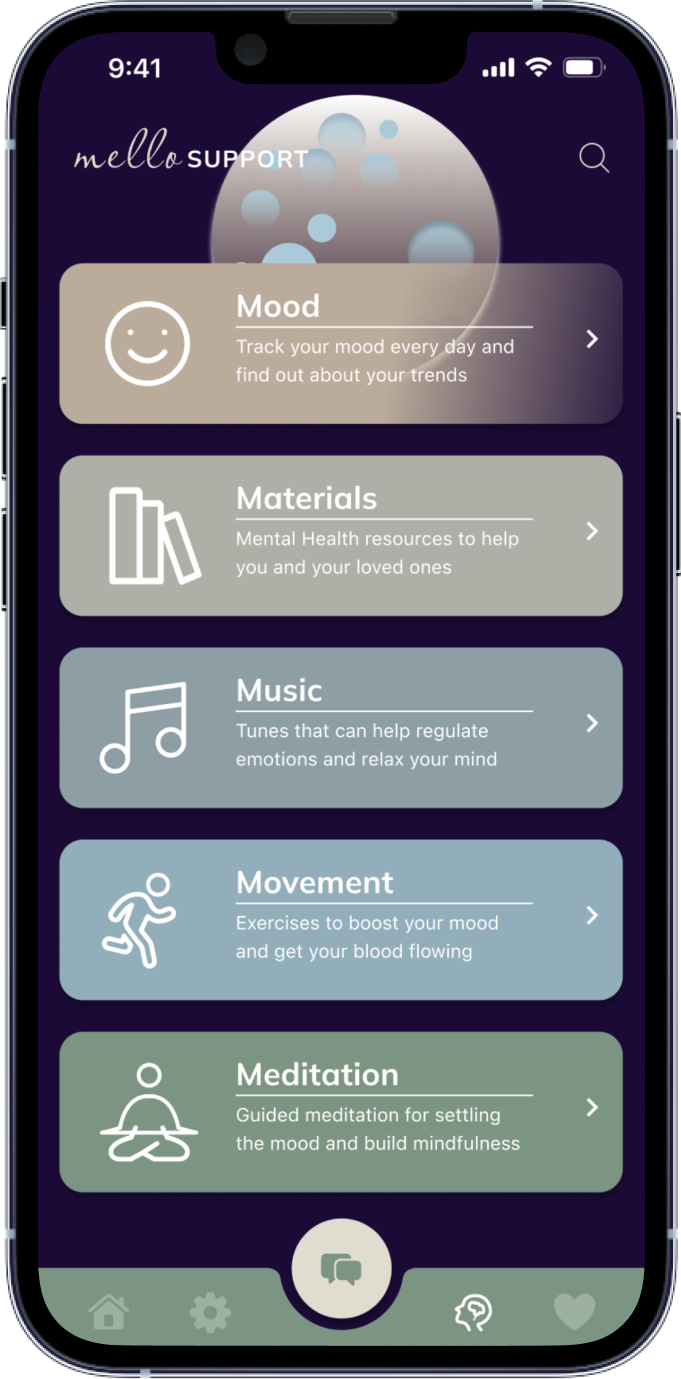 9:41
mello SUPPORT
Mood
Track your mood every day and
find out about your trends
Materials
Mental Health resources to help
you and your loved ones
Music
Tunes that can help regulate
emotions and relax your mind
Movement
Exercises to boost your mood
and get your blood flowing
Meditation
Guided meditation for settling
the mood and build mindfulness